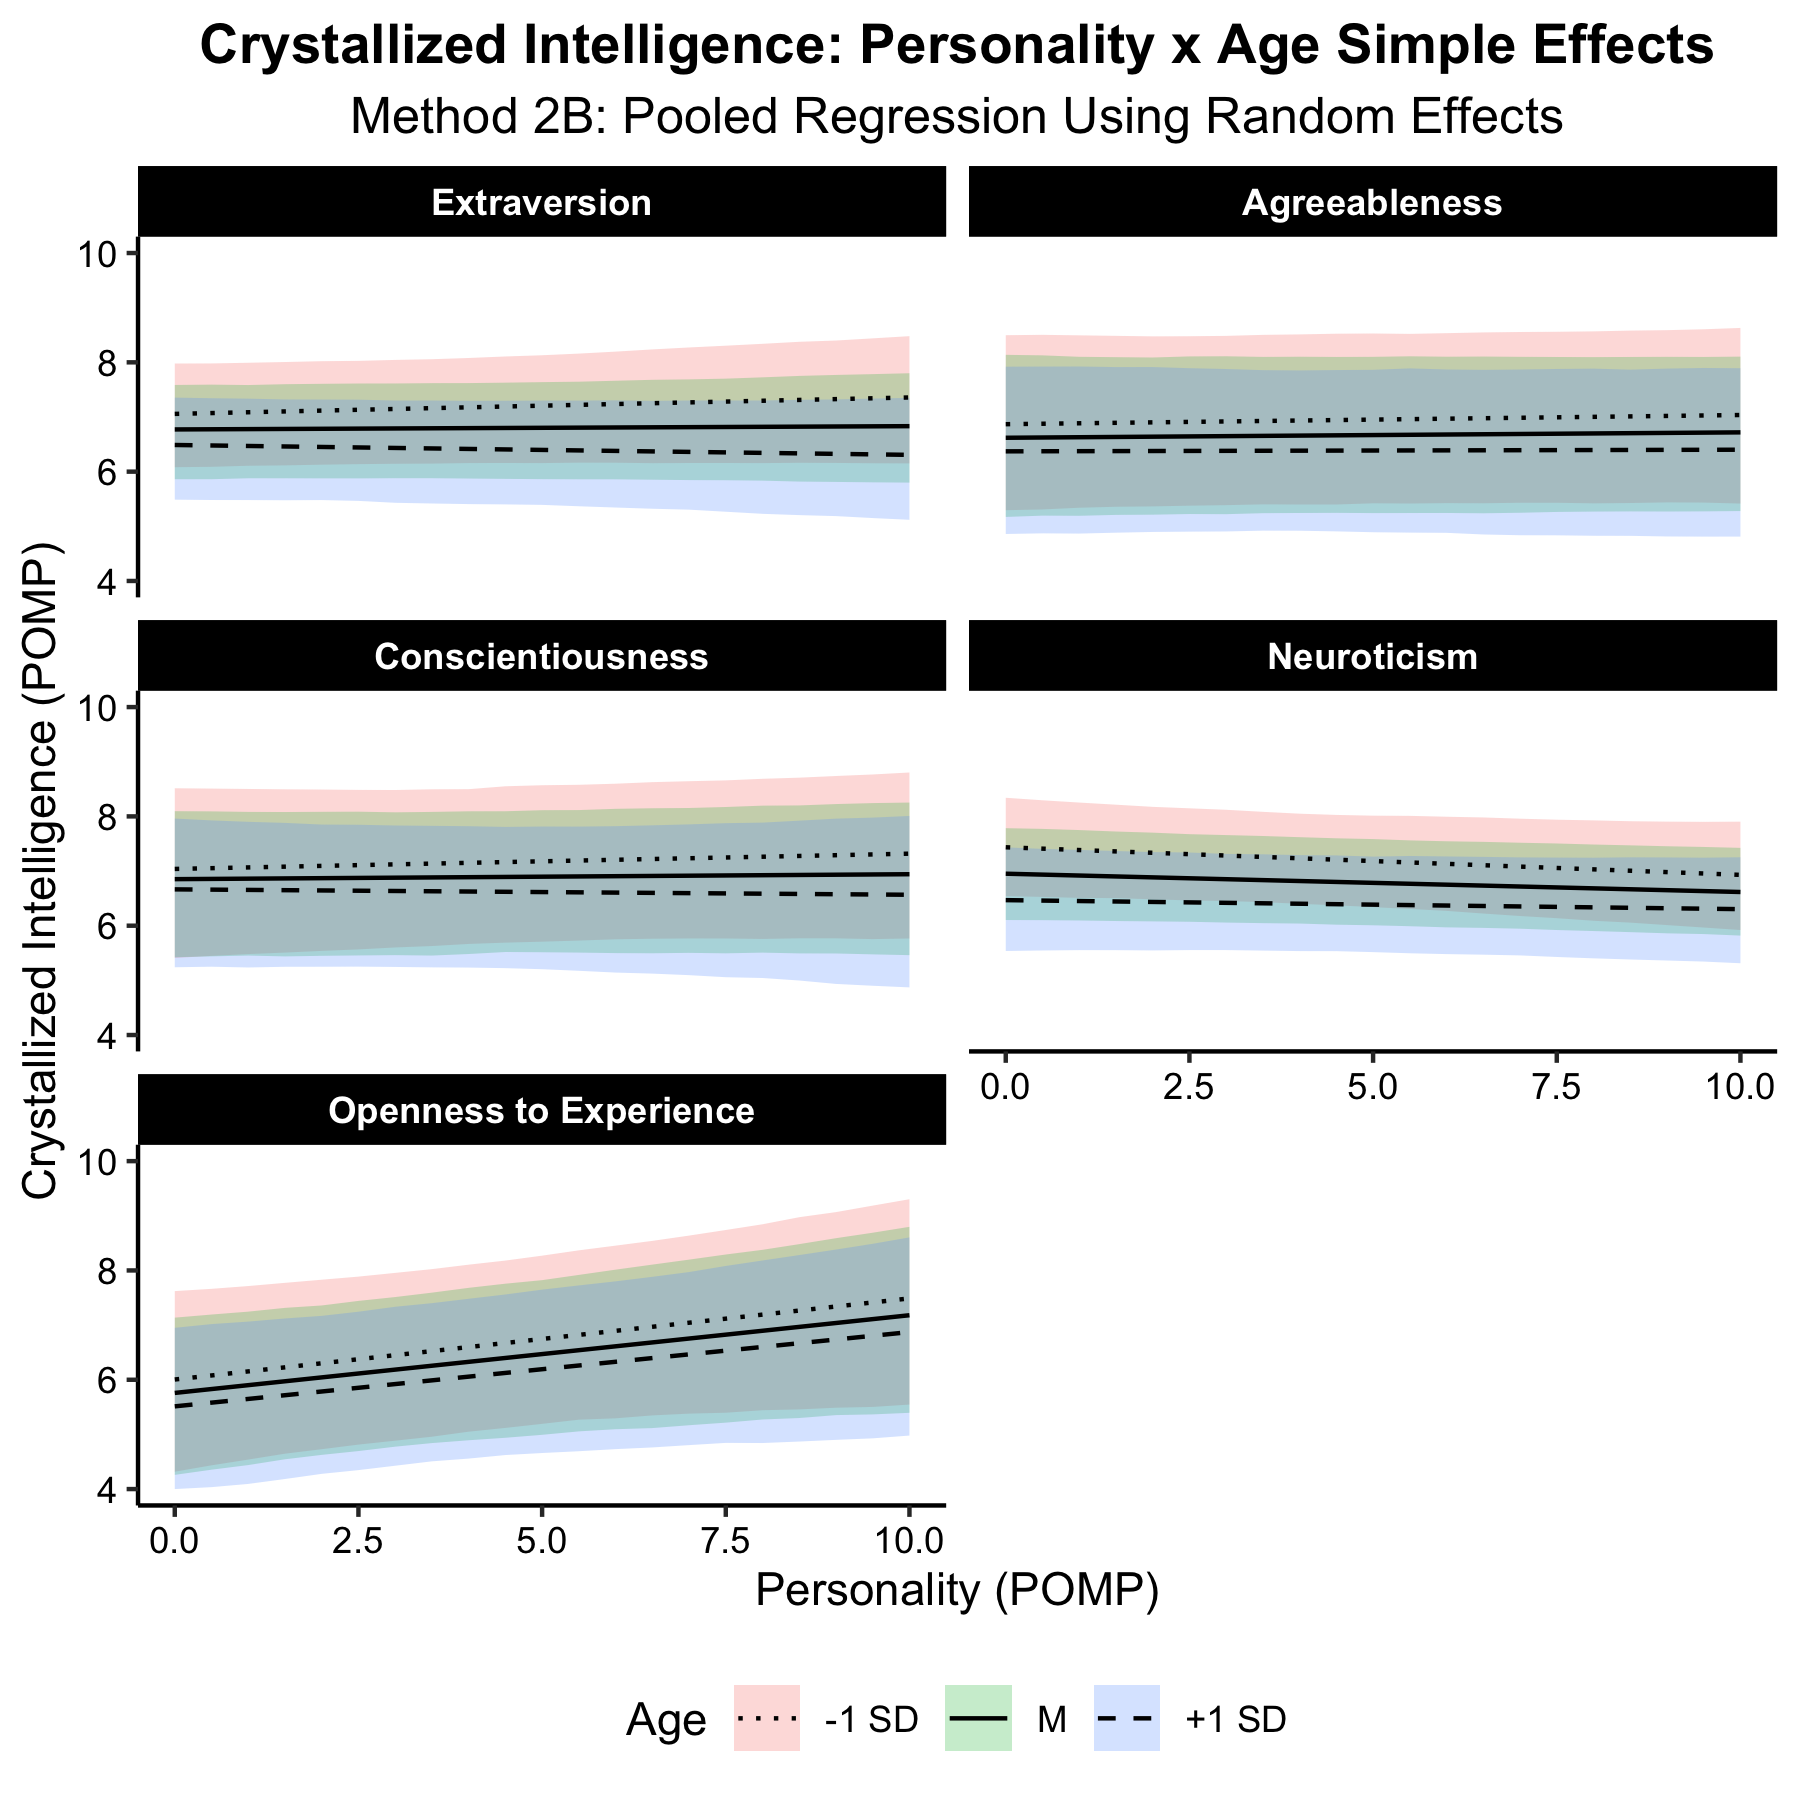 Crystallized Intelligence: Personality x Age Simple Effects
Method 2B: Pooled Regression Using Random Effects
Extraversion
Agreeableness
10
8
6
4
Conscientiousness
Neuroticism
10
8
6
4
0.0 2.5 5.0 7.5 10.0
Openness to Experience
10
8
6
4
0.0 2.5 5.0 7.5 10.0
Crystallized Intelligence (POMP)
Personality (POMP)
Age -1 SD M +1 SD